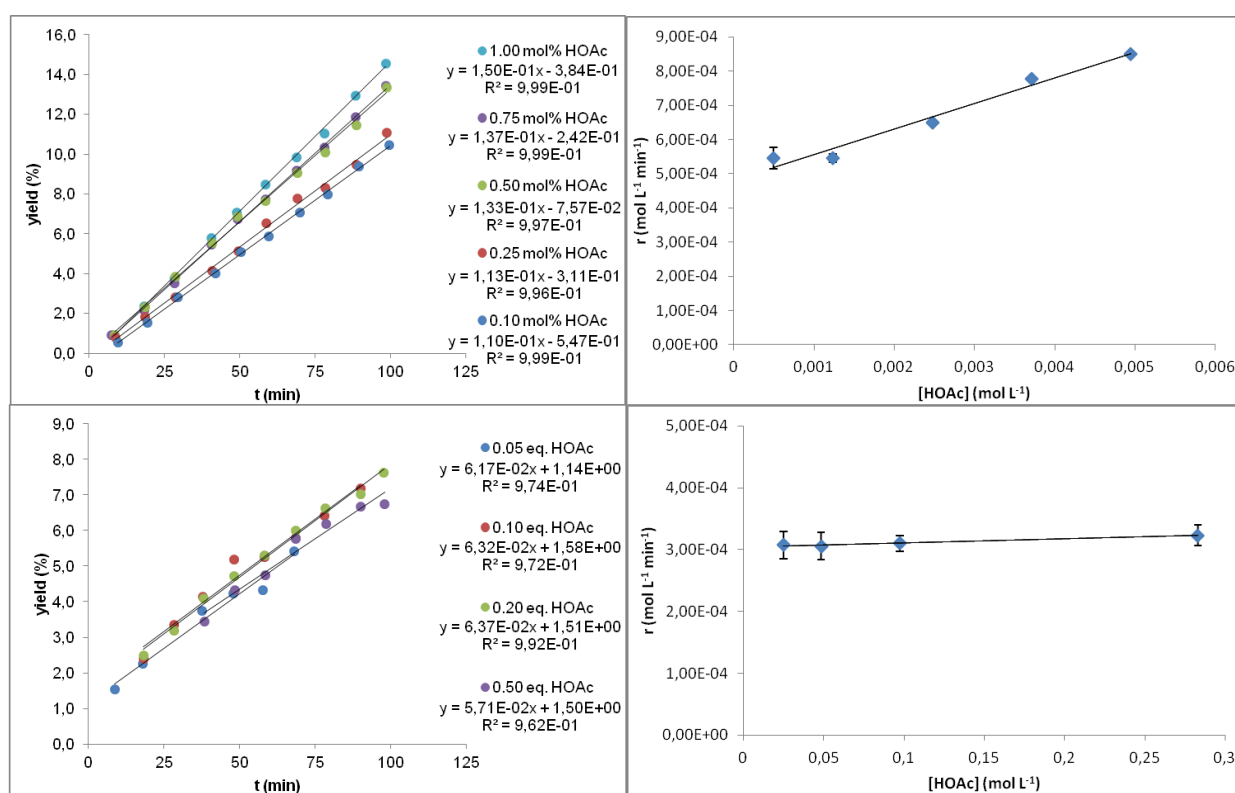 16,0
14,0
12,0
10,0
8,0
6,0
4,0
2,0
0,0
yield (%)
0
25
50
75
100
125
t (min)
1.00 mol% HOAc
y = 1,50E-01x - 3,84E-01
R² = 9,99E-01
0.75 mol% HOAc
y = 1,37E-01x - 2,42E-01
R² = 9,99E-01
0.50 mol% HOAc
y = 1,33E-01x - 7,57E-02
R² = 9,97E-01
0.25 mol% HOAc
y = 1,13E-01x - 3,11E-01
R² = 9,96E-01
0.10 mol% HOAc
y = 1,10E-01x - 5,47E-01
R² = 9,99E-01
9,00E-04
8,00E-04
7,00E-04
6,00E-04
5,00E-04
4,00E-04
3,00E-04
2,00E-04
1,00E-04
0,00E+00
r (mol L-1 min-1)
0
0,001
0,002
0,003
0,004
0,005
0,006
[HOAc] (mol L-1)
9,0
8,0
7,0
6,0
5,0
4,0
3,0
2,0
1,0
0,0
yield (%)
0
25
50
75
100
125
t (min)
0.05 eq. HOAc
y = 6,17E-02x + 1,14E+00
R² = 9,74E-01
0.10 eq. HOAc
y = 6,32E-02x + 1,58E+00
R² = 9,72E-01
0.20 eq. HOAc
y = 6,37E-02x + 1,51E+00
R² = 9,92E-01
0.50 eq. HOAc
y = 5,71E-02x + 1,50E+00
R² = 9,62E-01
5,00E-04
4,00E-04
3,00E-04
2,00E-04
1,00E-04
0,00E+00
r (mol L-1 min-1)
0
0,05
0,1
0,15
0,2
0,25
0,3
[HOAc] (mol L-1)